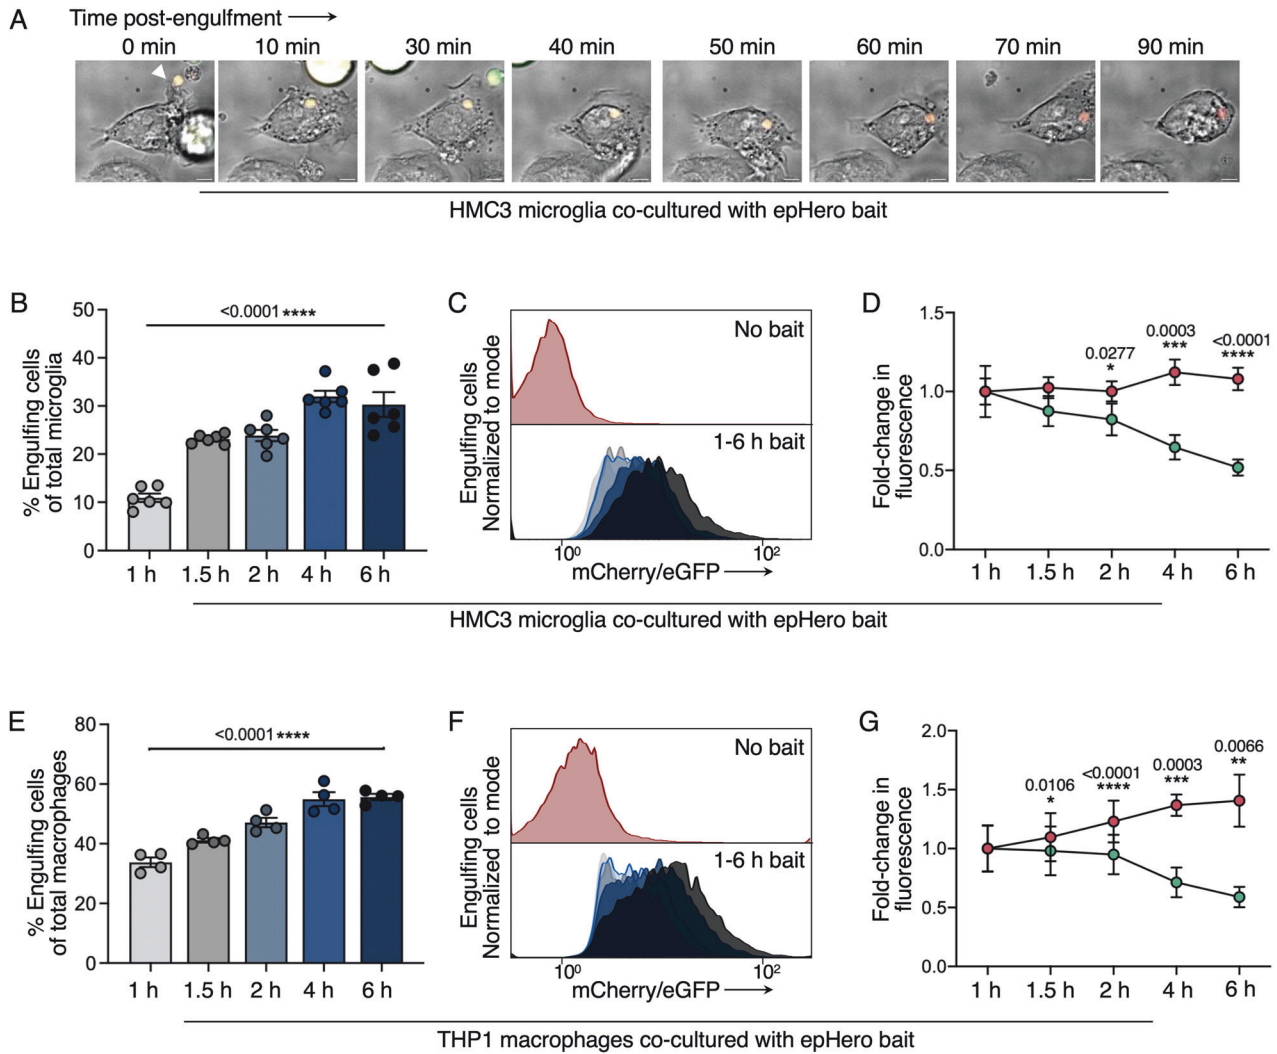 A
Time post-engulfment
0 min 10 min 30 min 40 min 50 min 60 min 70 min 90 min
HMC3 microglia co-cultured with epHero bait
B
% Engulfing cells
of total microglia
50
40
30
20
10
0
<0.0001 ****
1 h 1.5 h 2 h 4 h 6 h
C
Engulfing cells
Normalized to mode
No bait
1-6 h bait
10⁰ 10²
mCherry/eGFP
D
Fold-change in
fluorescence
1.5
1.0
0.5
0.0
0.0277
*
0.0003
***
<0.0001
****
1 h 1.5 h 2 h 4 h 6 h
HMC3 microglia co-cultured with epHero bait
E
% Engulfing cells
of total macrophages
80
60
40
20
0
<0.0001 ****
1 h 1.5 h 2 h 4 h 6 h
F
Engulfing cells
Normalized to mode
No bait
1-6 h bait
10⁰ 10²
mCherry/eGFP
G
Fold-change in
fluorescence
2.0
1.5
1.0
0.5
0.0
0.0106
*
<0.0001
****
0.0003
***
0.0066
**
1 h 1.5 h 2 h 4 h 6 h
THP1 macrophages co-cultured with epHero bait